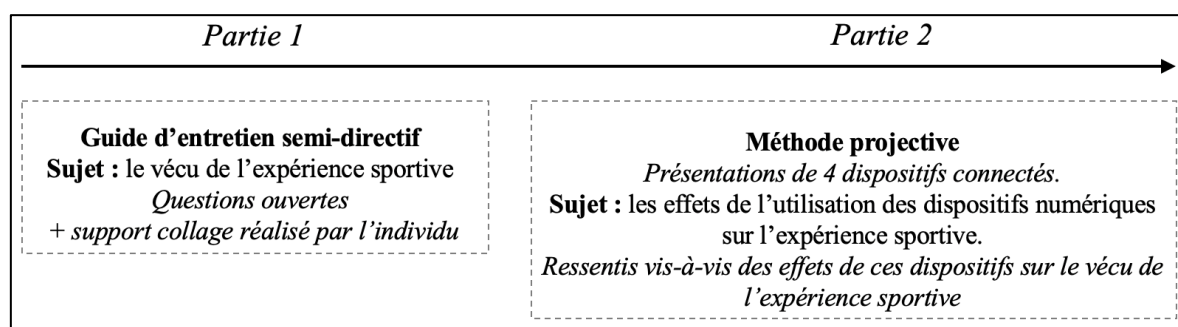 Partie 1
Partie 2
Guide d’entretien semi-directif
Sujet : le vécu de l’expérience sportive
Questions ouvertes
+ support collage réalisé par l’individu
Méthode projective
Présentations de 4 dispositifs connectés.
Sujet : les effets de l’utilisation des dispositifs numériques
sur l’expérience sportive.
Ressentis vis-à-vis des effets de ces dispositifs sur le vécu de
l’expérience sportive